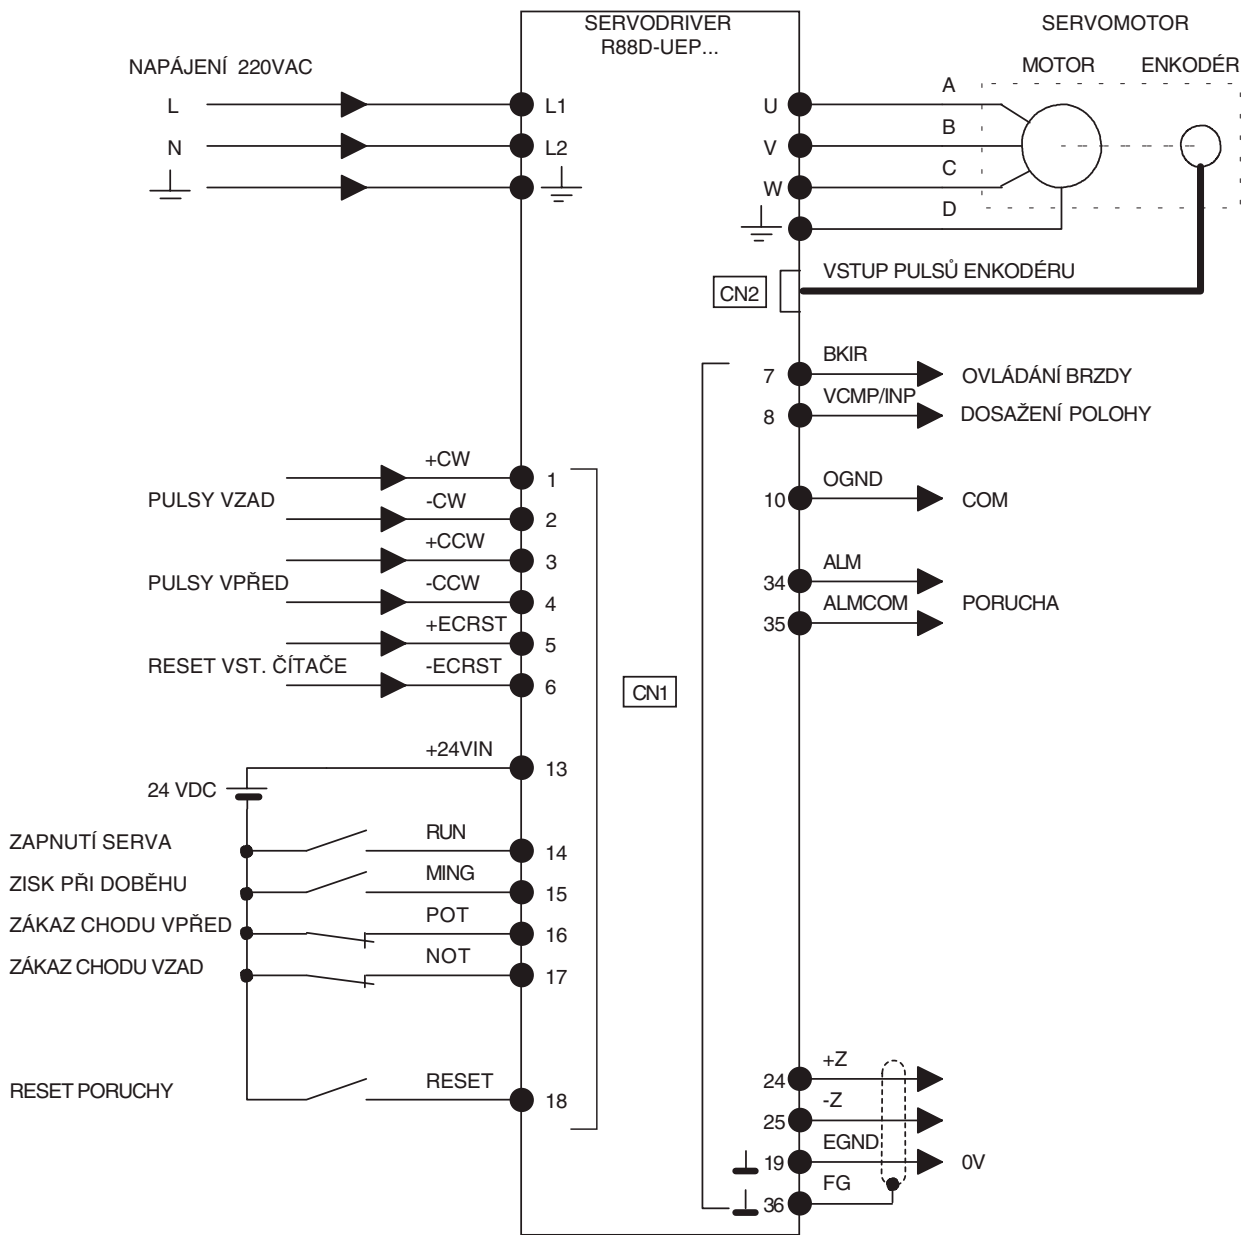 SERVODRIVER
R88D-UEP...
SERVOMOTOR
NAPÁJENÍ 220VAC
MOTOR
ENKODÉR
L
L1
U
A
N
L2
V
B
W
C
D
CN2
VSTUP PULSŮ ENKODÉRU
7
BKIR
OVLÁDÁNÍ BRZDY
8
VCMP/INP
DOSAŽENÍ POLOHY
PULSY VZAD
+CW
1
-CW
2
10
OGND
COM
PULSY VPŘED
+CCW
3
-CCW
4
34
ALM
35
ALMCOM
PORUCHA
RESET VST. ČÍTAČE
+ECRST
5
-ECRST
6
CN1
+24VIN
13
24 VDC
ZAPNUTÍ SERVA
RUN
14
ZISK PŘI DOBĚHU
MING
15
ZÁKAZ CHODU VPŘED
POT
16
ZÁKAZ CHODU VZAD
NOT
17
RESET PORUCHY
RESET
18
24
+Z
25
-Z
19
EGND
0V
36
FG